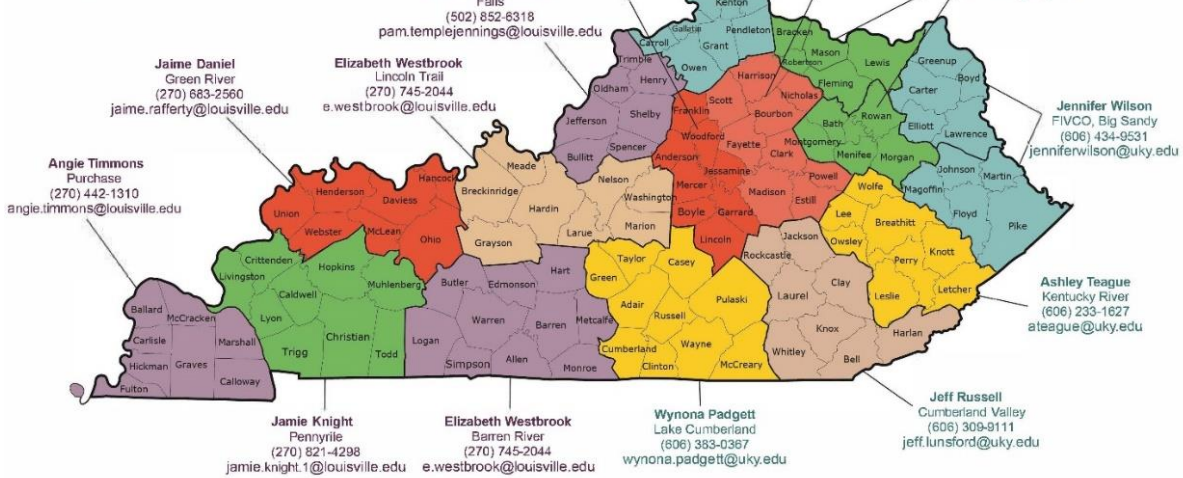 Falls
(502) 852-6318
pam.templejennings@louisville.edu
Jaime Daniel
Green River
(270) 683-2560
jaime.rafferty@louisville.edu
Elizabeth Westbrook
Lincoln Trail
(270) 745-2044
e.westbrook@louisville.edu
Angie Timmons
Purchase
(270) 442-1310
angie.timmons@louisville.edu
Jennifer Wilson
FIVCO, Big Sandy
(606) 434-9531
jenniferwilson@uky.edu
Ashley Teague
Kentucky River
(606) 233-1627
ateague@uky.edu
Jeff Russell
Cumberland Valley
(606) 309-9111
jeff.lunsford@uky.edu
Wynona Padgett
Lake Cumberland
(606) 383-0367
wynona.padgett@uky.edu
Elizabeth Westbrook
Barren River
(270) 745-2044
e.westbrook@louisville.edu
Jamie Knight
Pennyrile
(270) 821-4298
jamie.knight.1@louisville.edu
Kenton
Gallatin
Pendleton
Carroll
Grant
Owen
Bracken
Mason
Robertson
Lewis
Fleming
Greenup
Boyd
Carter
Elliott
Lawrence
Trimble
Henry
Oldham
Shelby
Jefferson
Spencer
Bullitt
Harrison
Nicholas
Scott
Franklin
Bourbon
Woodford
Fayette
Anderson
Clark
Jessamine
Mercer
Powell
Madison
Estill
Boyle
Garrard
Lincoln
Rowan
Bath
Montgomery
Menifee
Morgan
Johnson
Martin
Magoffin
Floyd
Pike
Wolfe
Lee
Breathitt
Owsley
Knott
Perry
Leslie
Letcher
Meade
Breckinridge
Hardin
Nelson
Washington
Larue
Marion
Grayson
Hancock
Henderson
Daviess
Union
Webster
McLean
Ohio
Crittenden
Livingston
Hopkins
Caldwell
Muhlenberg
Lyon
Christian
Trigg
Todd
Ballard
McCracken
Carlisle
Marshall
Hickman
Graves
Calloway
Fulton
Butler
Edmonson
Hart
Warren
Barren
Metcalfe
Logan
Simpson
Allen
Monroe
Taylor
Casey
Green
Adair
Pulaski
Russell
Cumberland
Wayne
Clinton
McCreary
Jackson
Rockcastle
Laurel
Clay
Knox
Harlan
Whitley
Bell